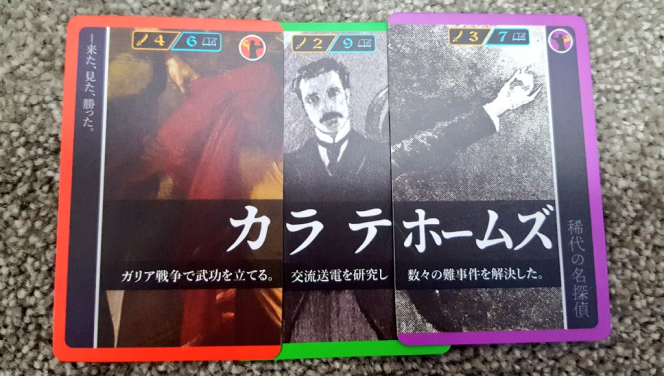 4/6
―来た、見た、勝った。
カ
ガリア戦争で武功を立てる。
2/9
ラ テ
交流送電を研究し
3/7
ホームズ
数々の難事件を解決した。
稀代の名探偵